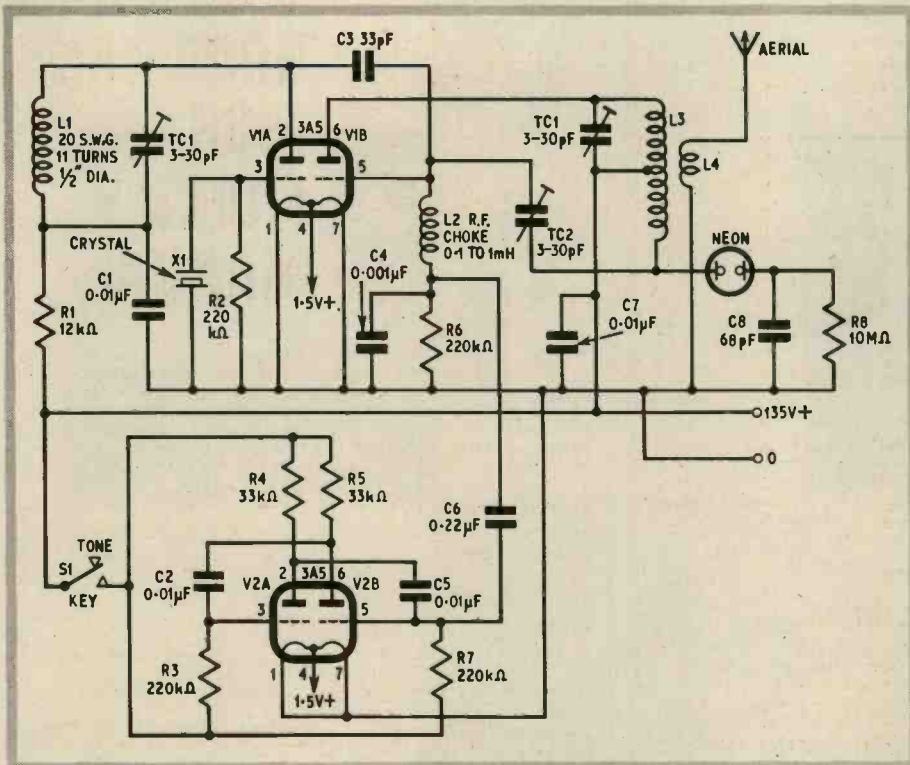 C3 33pF
AERIAL
L1
20 S.W.G.
11 TURNS
½" DIA.
TC1
3-30pF
V1A
2
3A5
6
V1B
3
5
1
4
7
1·5V+
TC1
3-30pF
L3
L4
CRYSTAL
X1
C1
0·01µF
R1
12kΩ
R2
220
kΩ
C4
0·001µF
L2 R.F.
CHOKE
0·1 TO 1mH
TC2
3-30pF
NEON
R6
220kΩ
C7
0·01µF
C8
68pF
R8
10MΩ
135V+
0
R4
33kΩ
R5
33kΩ
C6
0·22µF
TONE
S1
KEY
C2
0·01µF
V2A
2
3A5
6
V2B
C5
0·01µF
3
5
1
4
7
1·5V+
R3
220kΩ
R7
220kΩ